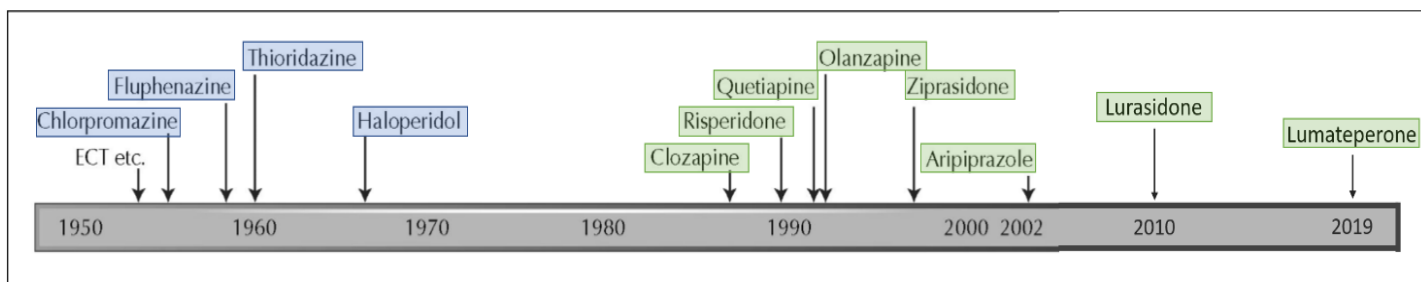 Thioridazine
Olanzapine
Fluphenazine
Quetiapine
Ziprasidone
Chlorpromazine
Haloperidol
Risperidone
Lurasidone
ECT etc.
Clozapine
Aripiprazole
Lumateperone
1950
1960
1970
1980
1990
2000
2002
2010
2019